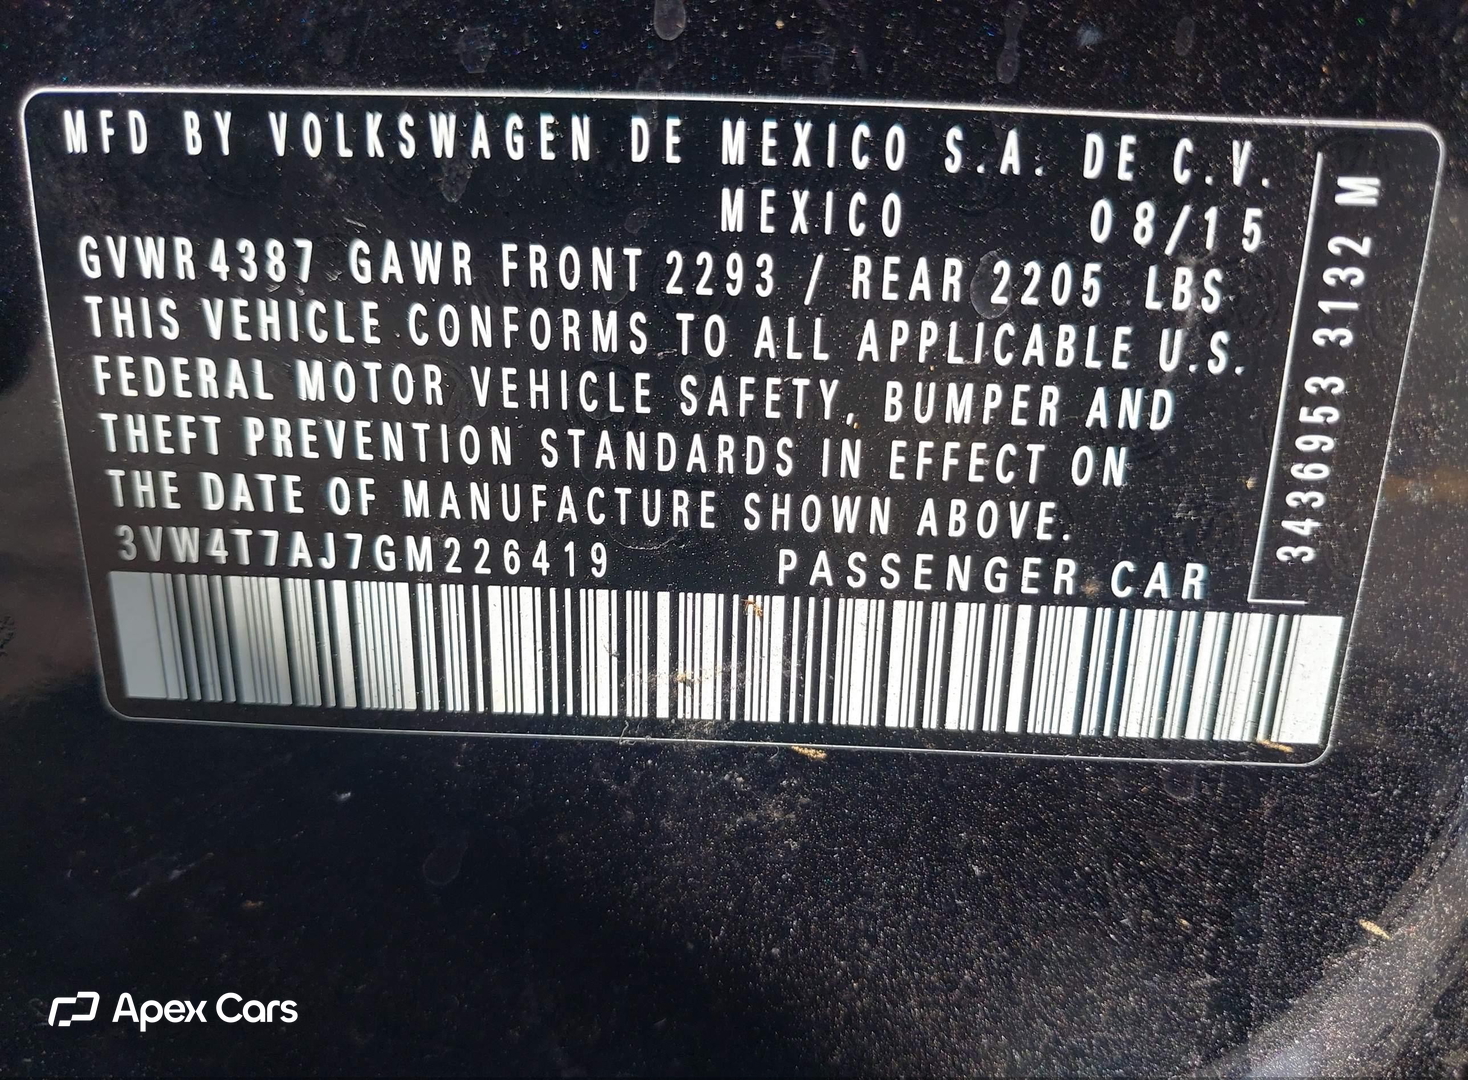 MFD BY VOLKSWAGEN DE MEXICO S.A. DE C.V.
MEXICO 08/15
GVWR 4387 GAWR FRONT 2293 / REAR 2205 LBS
THIS VEHICLE CONFORMS TO ALL APPLICABLE U.S.
FEDERAL MOTOR VEHICLE SAFETY, BUMPER AND
THEFT PREVENTION STANDARDS IN EFFECT ON
THE DATE OF MANUFACTURE SHOWN ABOVE.
3VW4T7AJ7GM226419 PASSENGER CAR
3436953 3132 M
Apex Cars